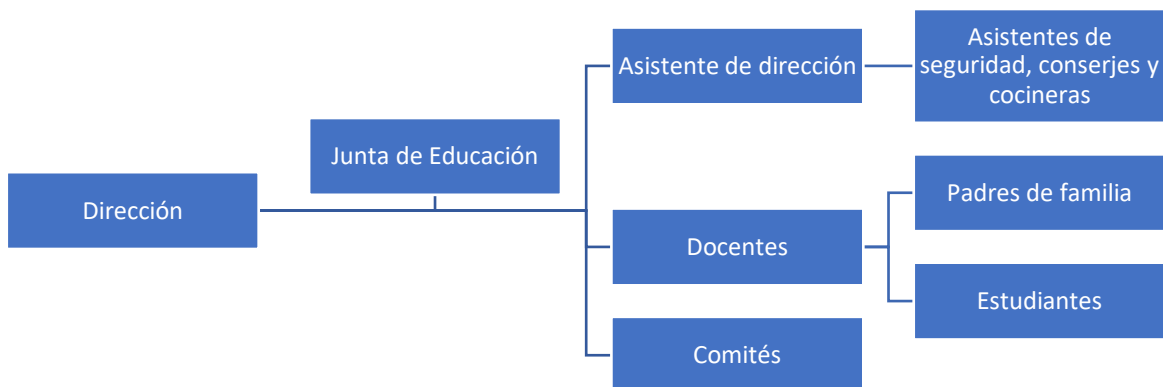 Dirección
Junta de Educación
Asistente de dirección
Asistentes de
seguridad, conserjes y
cocineras
Docentes
Padres de familia
Estudiantes
Comités